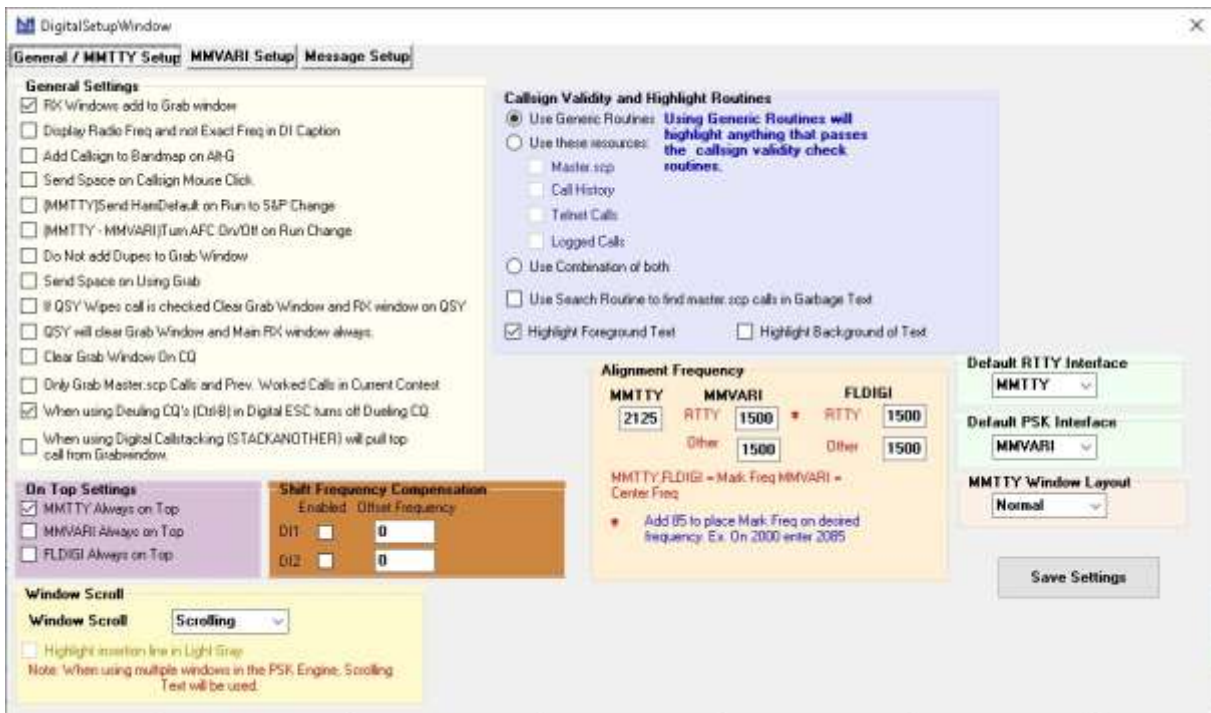 DigitalSetupWindow
General / MMTTY Setup MMVARI Setup Message Setup
General Settings
RX Windows add to Grab window
Display Radio Freq and not Exact Freq in DI Caption
Add Callsign to Bandmap on Alt-G
Send Space on Callsign Mouse Click.
(MMTTY)Send HamDefault on Run to S&P Change
(MMTTY - MMVARI)Turn AFC On/Off on Run Change
Do Not add Dupes to Grab Window
Send Space on Using Grab
If QSY Wipes call is checked Clear Grab Window and RX window on QSY
QSY will clear Grab Window and Main RX window always.
Clear Grab Window On CQ
Only Grab Master.scp Calls and Prev. Worked Calls in Current Contest
When using Deuling CQ's (Ctrl-B) in Digital ESC turns off Dueling CQ
When using Digital Callstacking (STACKANOTHER) will pull top
call from Grabwindow.
On Top Settings
MMTTY Always on Top
MMVARI Always on Top
FLDIGI Always on Top
Shift Frequency Compensation
Enabled Offset Frequency
DI1 0
DI2 0
Window Scroll
Window Scroll Scrolling
Highlight insertion line in Light Gray
Note: When using multiple windows in the PSK Engine, Scrolling
Text will be used.
Callsign Validity and Highlight Routines
Use Generic Routines
Using Generic Routines will
highlight anything that passes
the callsign validity check
routines.
Use these resources:
Master.scp
Call History
Telnet Calls
Logged Calls
Use Combination of both
Use Search Routine to find master.scp calls in Garbage Text
Highlight Foreground Text Highlight Background of Text
Alignment Frequency
MMTTY MMVARI FLDIGI
2125 RTTY 1500 * RTTY 1500
Other 1500 Other 1500
MMTTY,FLDIGI = Mark Freq MMVARI =
Center Freq
* Add 85 to place Mark Freq on desired
frequency. Ex. On 2000 enter 2085
Default RTTY Interface
MMTTY
Default PSK Interface
MMVARI
MMTTY Window Layout
Normal
Save Settings